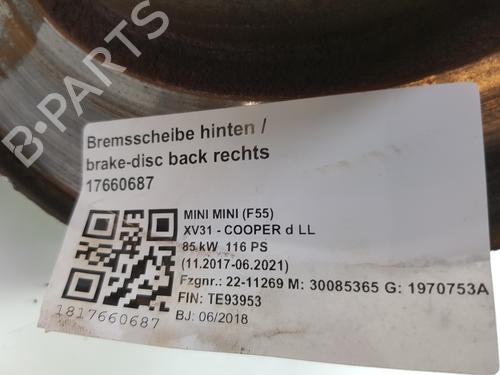 B-PARTS
Bremsscheibe hinten /
brake-disc back rechts
17660687
MINI MINI (F55)
XV31 - COOPER d LL
85 kW 116 PS
(11.2017-06.2021)
Fzgnr.: 22-11269 M: 30085365 G: 1970753A
FIN: TE93953
BJ: 06/2018
1817660687